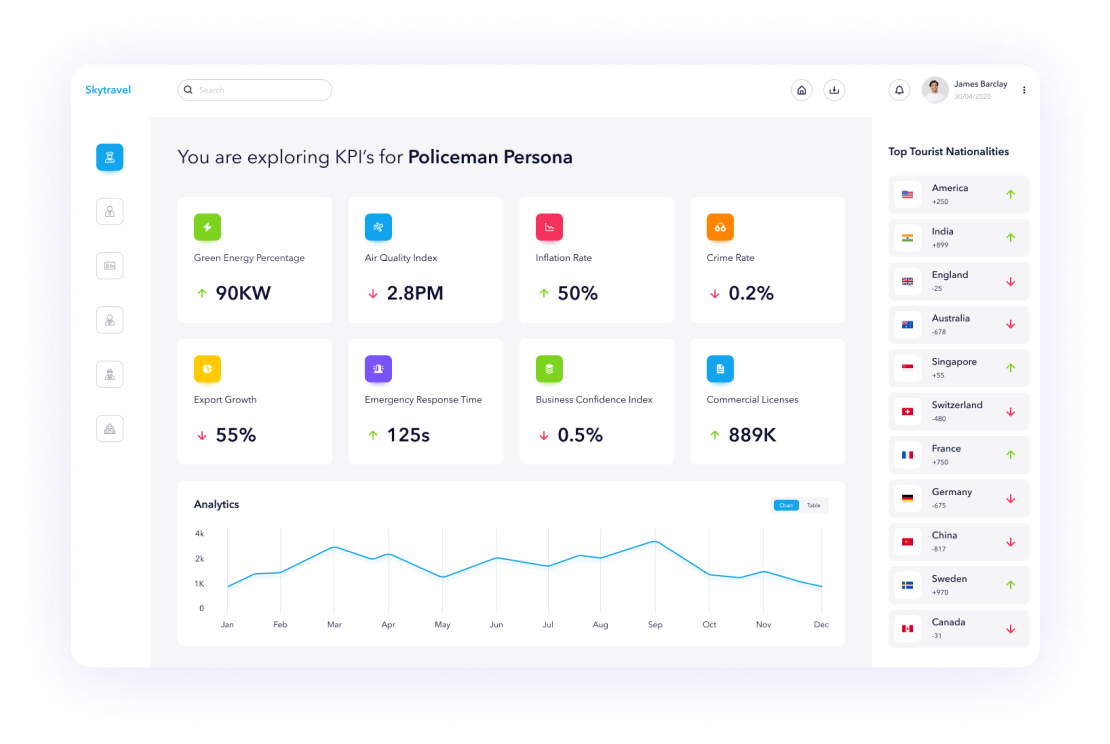 Skytravel
Search
James Barclay
30/04/2020
You are exploring KPI's for Policeman Persona
Green Energy Percentage
90KW
Air Quality Index
2.8PM
Inflation Rate
50%
Crime Rate
0.2%
Export Growth
55%
Emergency Response Time
125s
Business Confidence Index
0.5%
Commercial Licenses
889K
Analytics
Chart Table
4k
2k
1K
0
Jan Feb Mar Apr May Jun Jul Aug Sep Oct Nov Dec
Top Tourist Nationalities
America
+250
India
+899
England
-25
Australia
-678
Singapore
+55
Switzerland
-480
France
+750
Germany
-675
China
-817
Sweden
+970
Canada
-31